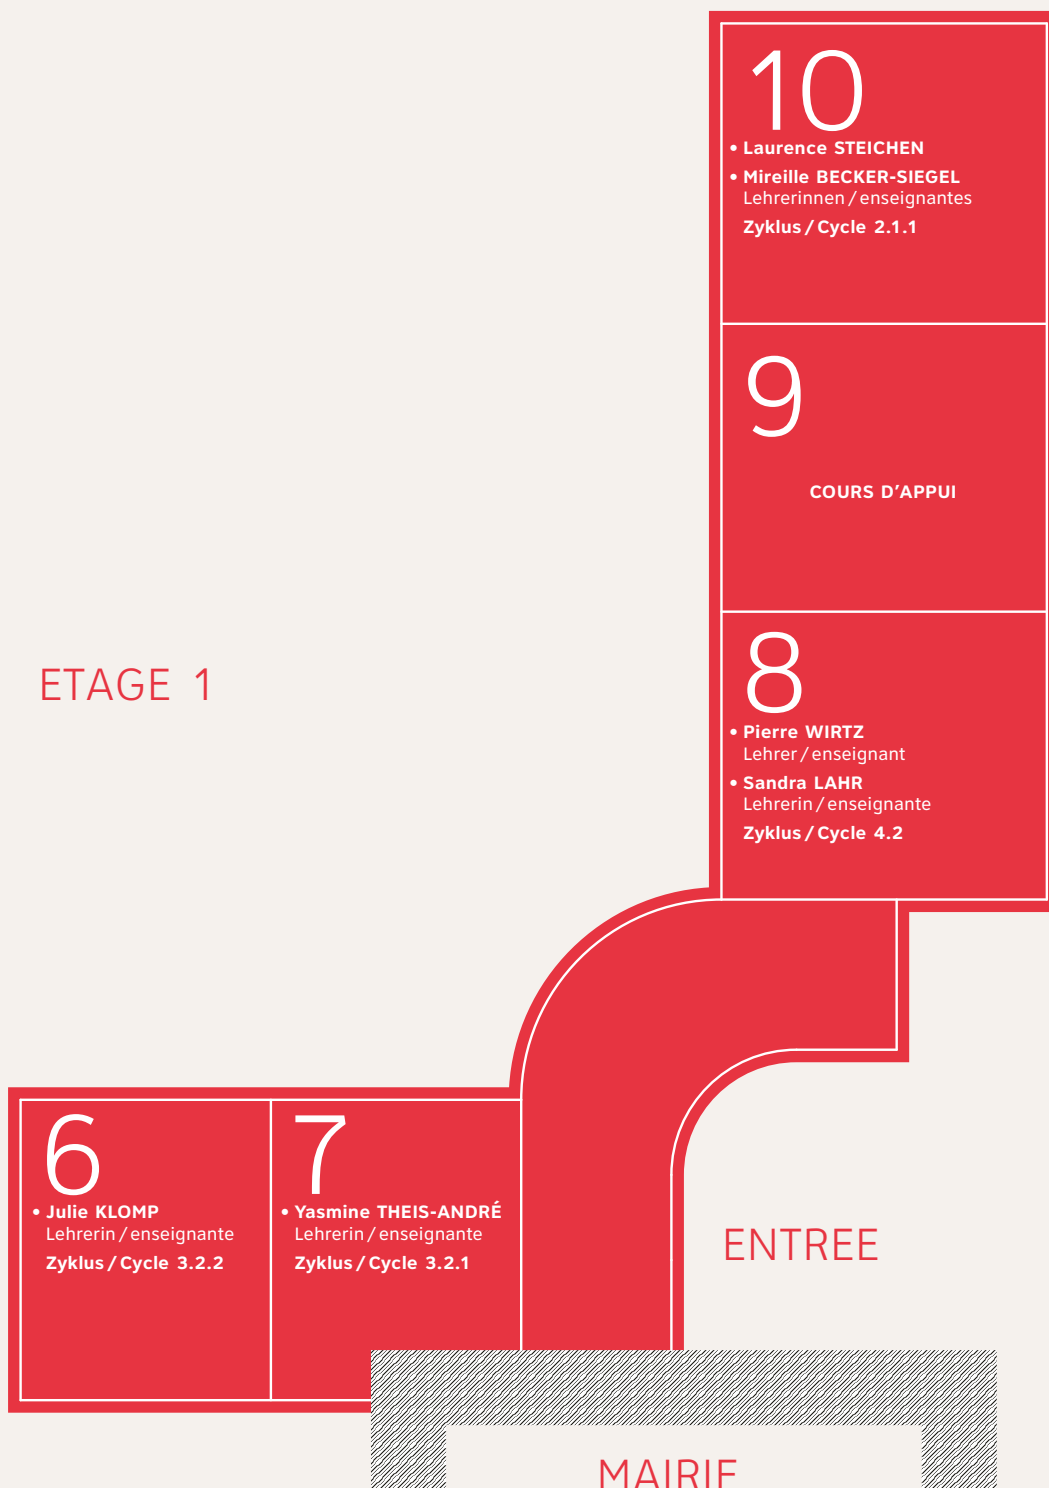 10
• Laurence STEICHEN
• Mireille BECKER-SIEGEL
Lehrerinnen / enseignantes
Zyklus / Cycle 2.1.1
9
COURS D’APPUI
ETAGE 1
8
• Pierre WIRTZ
Lehrer / enseignant
• Sandra LAHR
Lehrerin / enseignante
Zyklus / Cycle 4.2
6
• Julie KLOMP
Lehrerin / enseignante
Zyklus / Cycle 3.2.2
7
• Yasmine THEIS-ANDRÉ
Lehrerin / enseignante
Zyklus / Cycle 3.2.1
ENTREE
MAIRIE